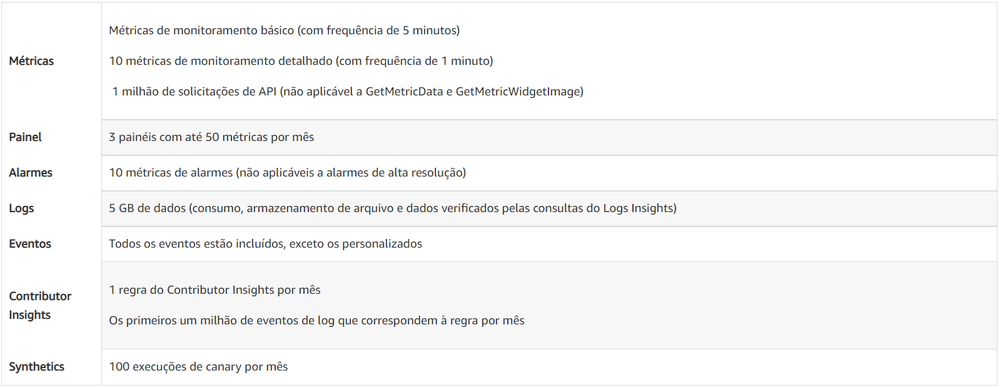 Métricas
Métricas de monitoramento básico (com frequência de 5 minutos)
10 métricas de monitoramento detalhado (com frequência de 1 minuto)
1 milhão de solicitações de API (não aplicável a GetMetricData e GetMetricWidgetImage)
Painel
3 painéis com até 50 métricas por mês
Alarmes
10 métricas de alarmes (não aplicáveis a alarmes de alta resolução)
Logs
5 GB de dados (consumo, armazenamento de arquivo e dados verificados pelas consultas do Logs Insights)
Eventos
Todos os eventos estão incluídos, exceto os personalizados
Contributor
Insights
1 regra do Contributor Insights por mês
Os primeiros um milhão de eventos de log que correspondem à regra por mês
Synthetics
100 execuções de canary por mês